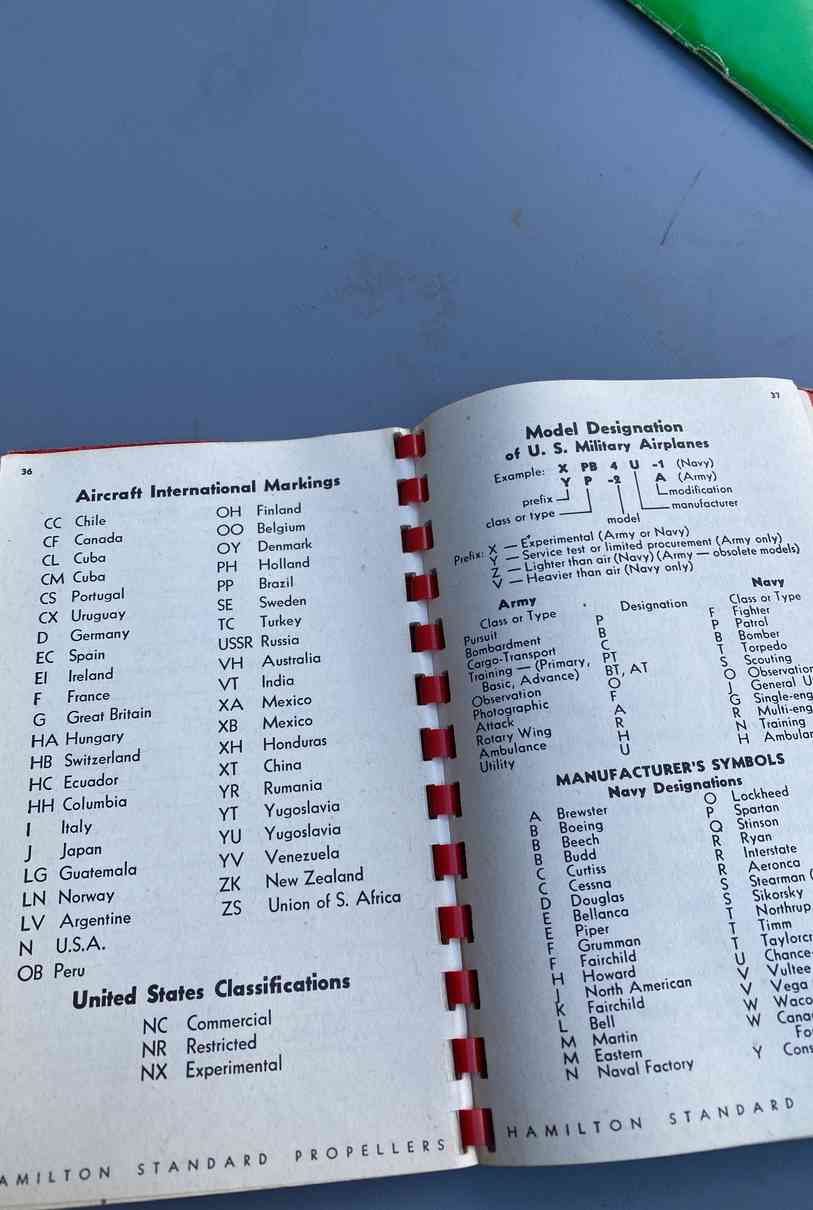 36
Aircraft International Markings
CC Chile
CF Canada
CL Cuba
CM Cuba
CS Portugal
CX Uruguay
D Germany
EC Spain
EI Ireland
F France
G Great Britain
HA Hungary
HB Switzerland
HC Ecuador
HH Columbia
I Italy
J Japan
LG Guatemala
LN Norway
LV Argentine
N U.S.A.
OB Peru
OH Finland
OO Belgium
OY Denmark
PH Holland
PP Brazil
SE Sweden
TC Turkey
USSR Russia
VH Australia
VT India
XA Mexico
XB Mexico
XH Honduras
XT China
YR Rumania
YT Yugoslavia
YU Yugoslavia
YV Venezuela
ZK New Zealand
ZS Union of S. Africa
United States Classifications
NC Commercial
NR Restricted
NX Experimental
AMILTON STANDARD PROPELLERS
37
Model Designation
of U. S. Military Airplanes
Example: X PB 4 U -1 (Navy)
Y P -2 A (Army)
prefix
modification
class or type
manufacturer
model
Prefix: X — Experimental (Army or Navy)
Y — Service test or limited procurement (Army only)
Z — Lighter than air (Navy) (Army — obsolete models)
V — Heavier than air (Navy only)
Army
Class or Type Designation
Pursuit P
Bombardment B
Cargo-Transport C
Training — (Primary, PT
Basic, Advance) BT, AT
Observation O
Photographic F
Attack A
Rotary Wing R
Ambulance H
Utility U
Navy
Class or Type
F Fighter
P Patrol
B Bomber
T Torpedo
S Scouting
O Observation
J General U
G Single-eng
R Multi-eng
N Training
H Ambular
MANUFACTURER'S SYMBOLS
Navy Designations
A Brewster
B Boeing
B Beech
B Budd
C Curtiss
C Cessna
D Douglas
E Bellanca
E Piper
F Grumman
F Fairchild
H Howard
J North American
K Fairchild
L Bell
M Martin
M Eastern
N Naval Factory
O Lockheed
P Spartan
Q Stinson
R Ryan
R Interstate
R Aeronca
S Stearman (
S Sikorsky
T Northrup
T Timm
T Taylorcr
U Chance-
V Vultee
V Vega
W Waco
W Cana
Fo
Y Cons
HAMILTON STANDARD